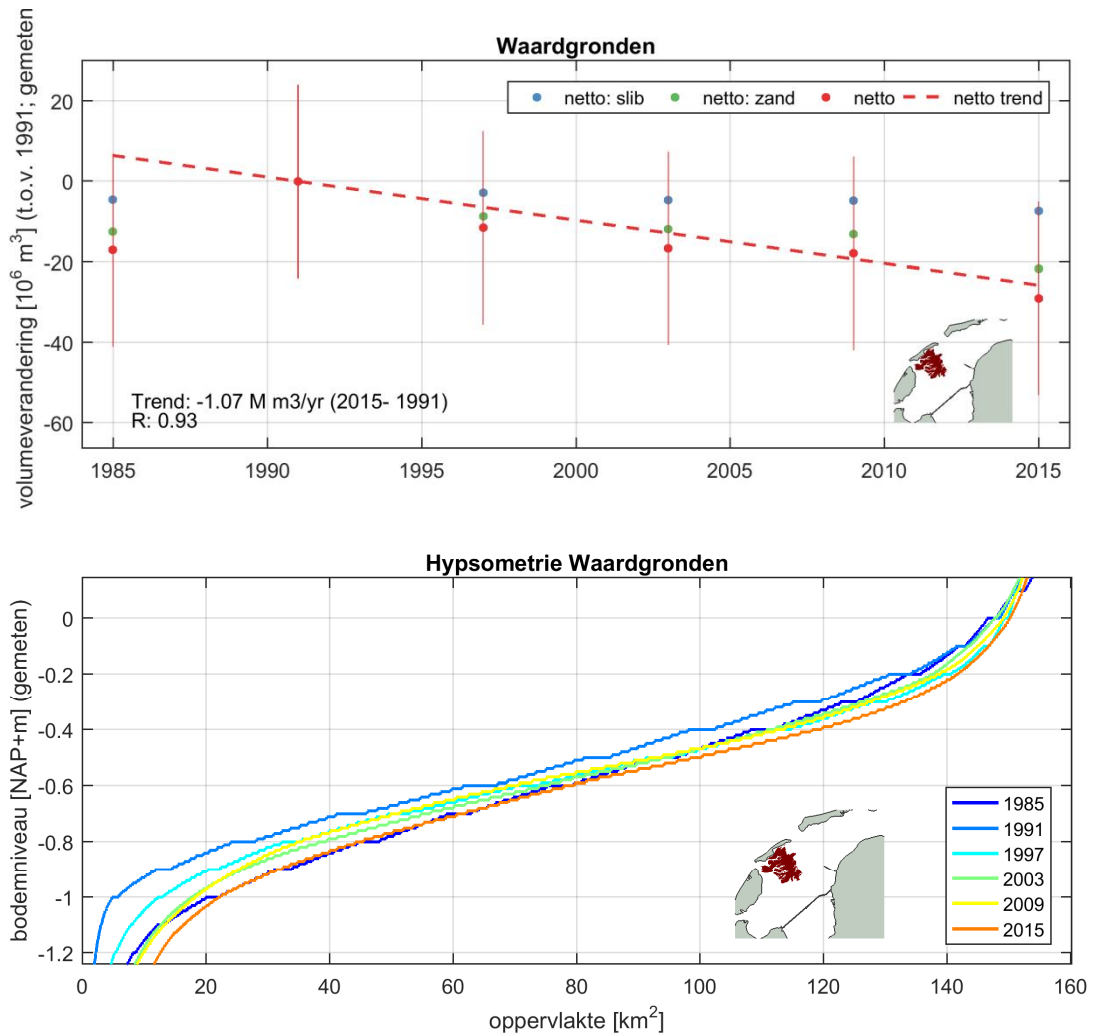 Waardgronden
volumeverandering [10⁶ m³] (t.o.v. 1991; gemeten
netto: slib netto: zand netto netto trend
20
0
-20
-40
-60
Trend: -1.07 M m3/yr (2015- 1991)
R: 0.93
1985 1990 1995 2000 2005 2010 2015
Hypsometrie Waardgronden
bodemniveau [NAP+m] (gemeten)
0
-0.2
-0.4
-0.6
-0.8
-1
-1.2
1985
1991
1997
2003
2009
2015
0 20 40 60 80 100 120 140 160
oppervlakte [km²]